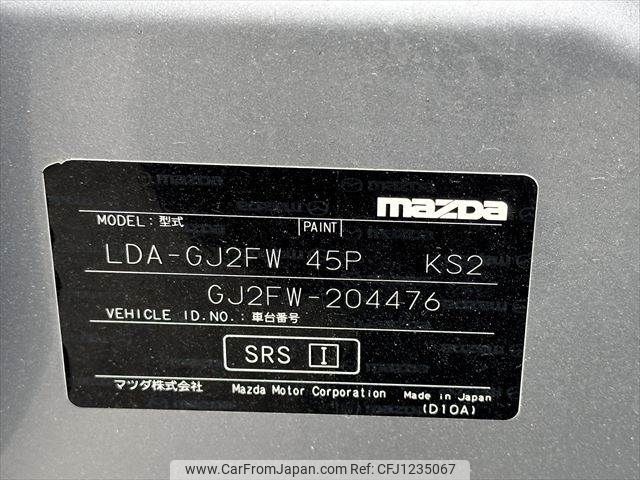 mazda
MODEL：型式 PAINT
LDA-GJ2FW 45P KS2
GJ2FW-204476
VEHICLE ID.NO.：車台番号
SRS I
マツダ株式会社 Mazda Motor Corporation Made in Japan
(D10A)
www.CarFromJapan.com - CFJ1235067